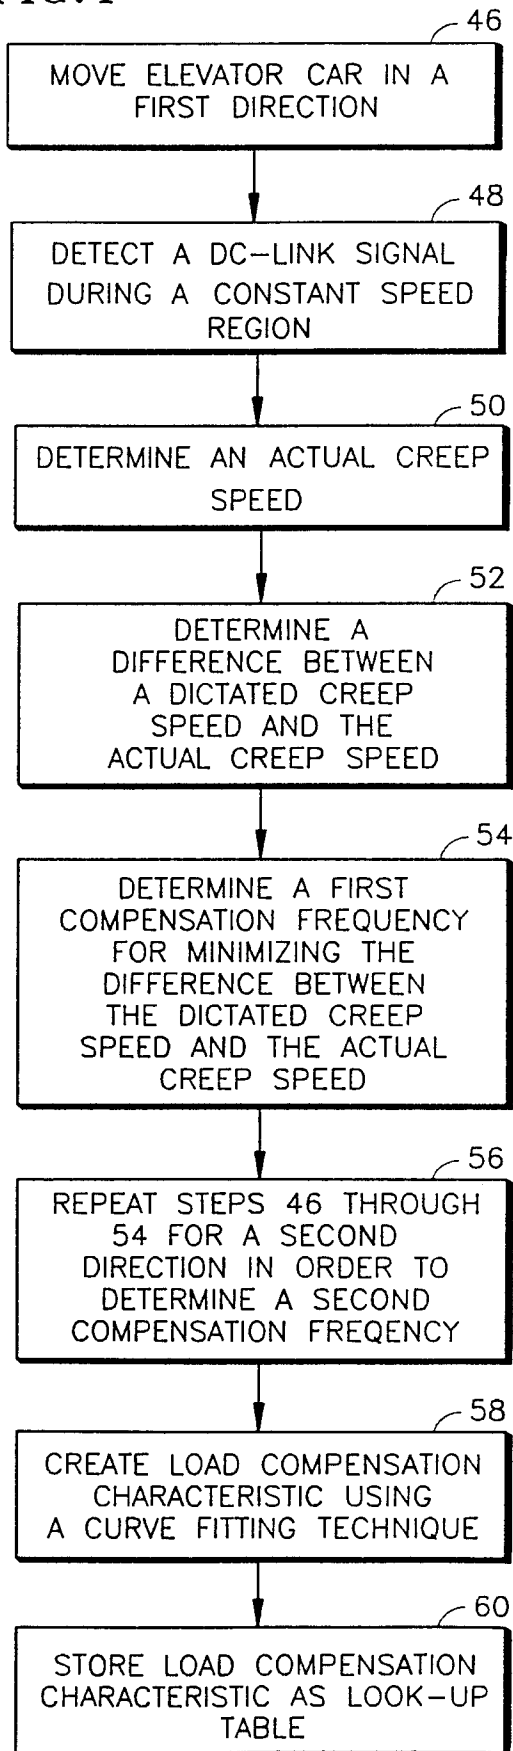 46
MOVE ELEVATOR CAR IN A
FIRST DIRECTION
48
DETECT A DC-LINK SIGNAL
DURING A CONSTANT SPEED
REGION
50
DETERMINE AN ACTUAL CREEP
SPEED
52
DETERMINE A
DIFFERENCE BETWEEN
A DICTATED CREEP
SPEED AND THE
ACTUAL CREEP SPEED
54
DETERMINE A FIRST
COMPENSATION FREQUENCY
FOR MINIMIZING THE
DIFFERENCE BETWEEN
THE DICTATED CREEP
SPEED AND THE ACTUAL
CREEP SPEED
56
REPEAT STEPS 46 THROUGH
54 FOR A SECOND
DIRECTION IN ORDER TO
DETERMINE A SECOND
COMPENSATION FREQENCY
58
CREATE LOAD COMPENSATION
CHARACTERISTIC USING
A CURVE FITTING TECHNIQUE
60
STORE LOAD COMPENSATION
CHARACTERISTIC AS LOOK-UP
TABLE